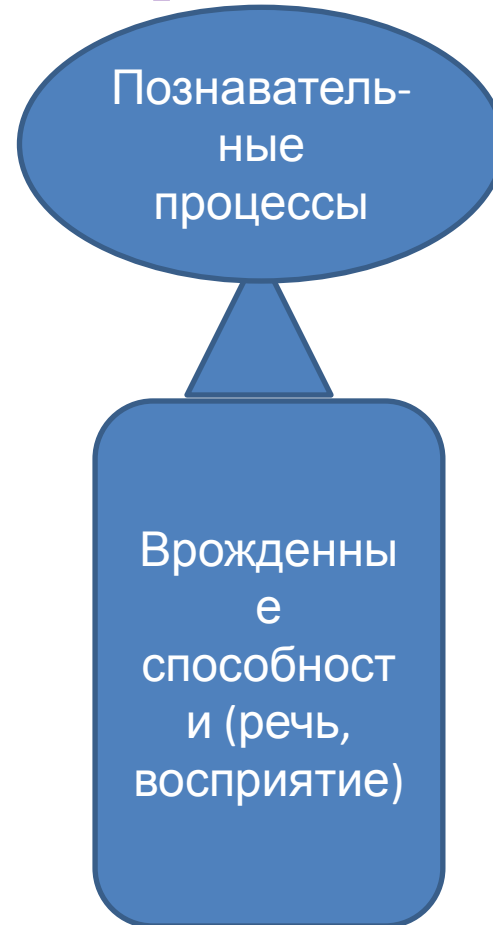 Познаватель-
ные
процессы
Врожденны
е
способност
и (речь,
восприятие)